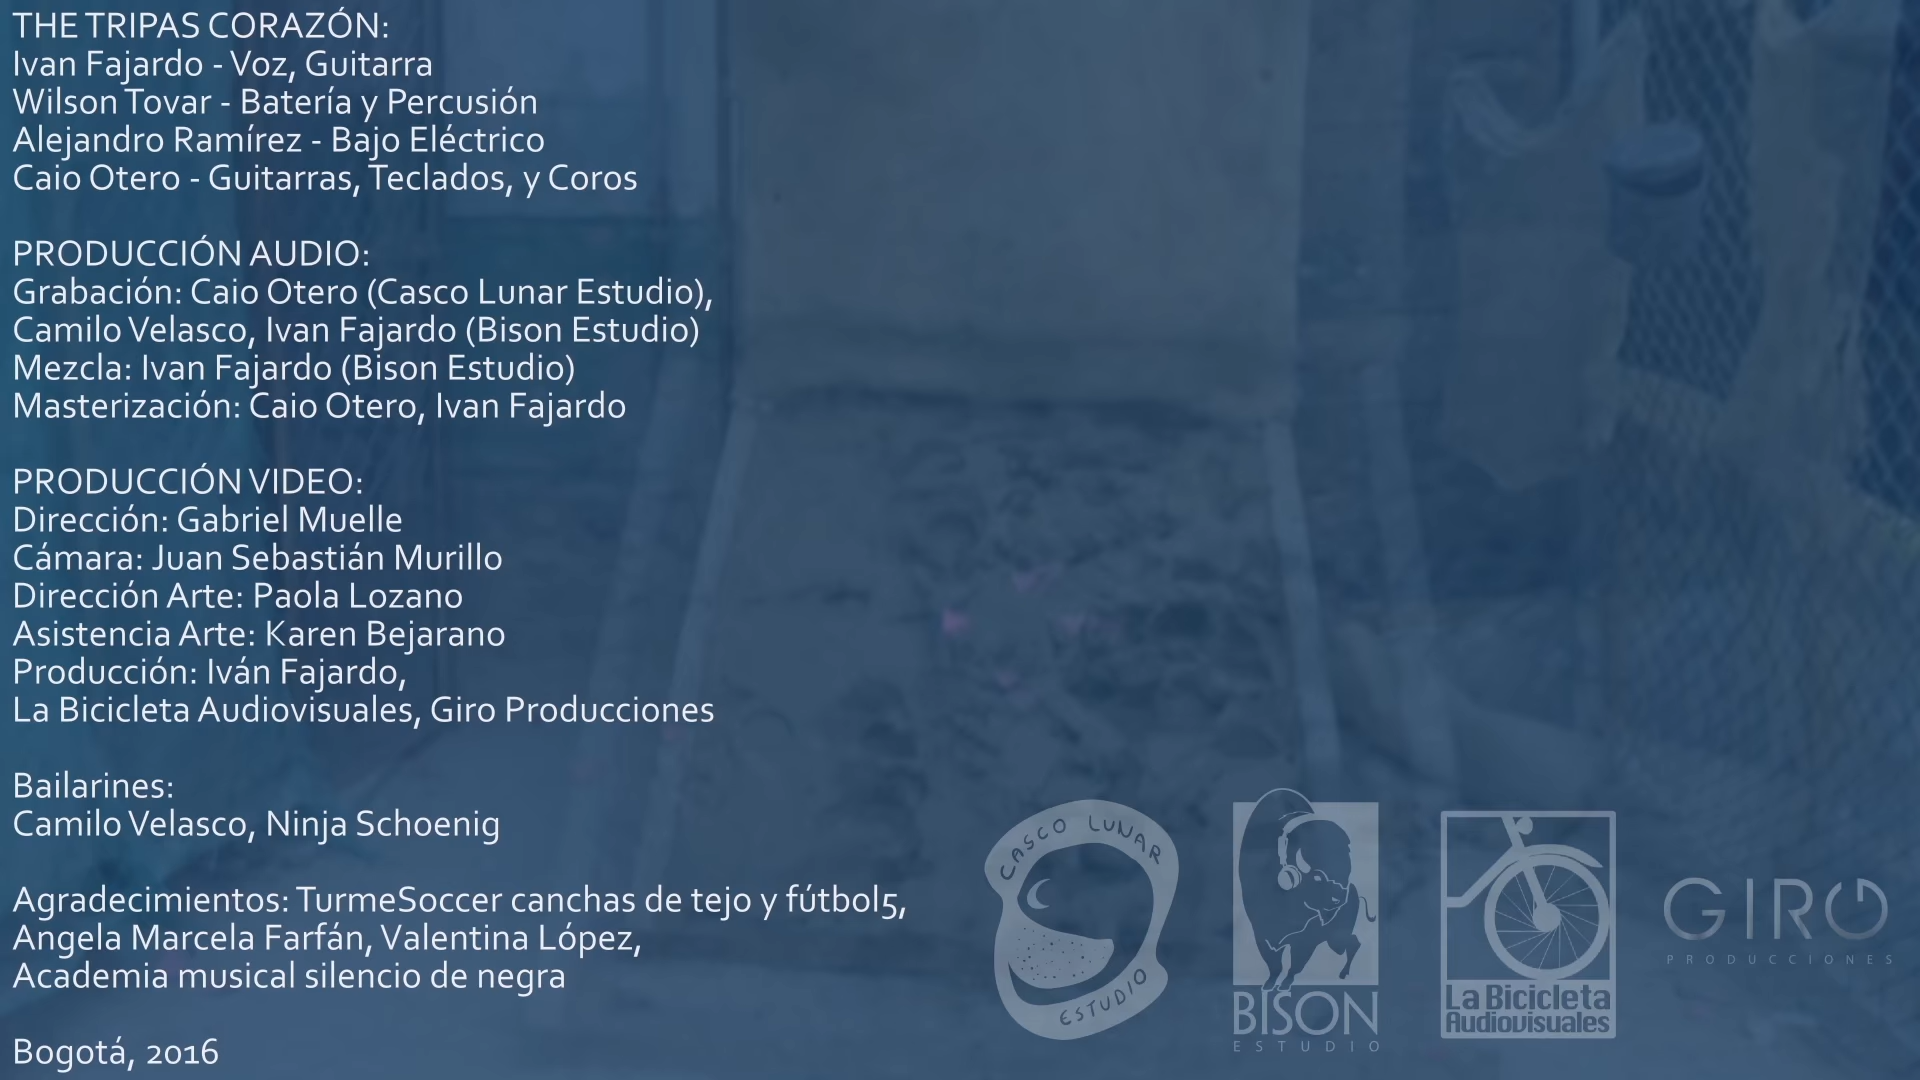 THE TRIPAS CORAZÓN:
Ivan Fajardo - Voz, Guitarra
Wilson Tovar - Batería y Percusión
Alejandro Ramírez - Bajo Eléctrico
Caio Otero - Guitarras, Teclados, y Coros
PRODUCCIÓN AUDIO:
Grabación: Caio Otero (Casco Lunar Estudio),
Camilo Velasco, Ivan Fajardo (Bison Estudio)
Mezcla: Ivan Fajardo (Bison Estudio)
Masterización: Caio Otero, Ivan Fajardo
PRODUCCIÓN VIDEO:
Dirección: Gabriel Muelle
Cámara: Juan Sebastián Murillo
Dirección Arte: Paola Lozano
Asistencia Arte: Karen Bejarano
Producción: Iván Fajardo,
La Bicicleta Audiovisuales, Giro Producciones
Bailarines:
Camilo Velasco, Ninja Schoenig
Agradecimientos: TurmeSoccer canchas de tejo y fútbol5,
Angela Marcela Farfán, Valentina López,
Academia musical silencio de negra
Bogotá, 2016
CASCO LUNAR
ESTUDIO
BISON
ESTUDIO
La Bicicleta
Audiovisuales
GIRO
PRODUCCIONES